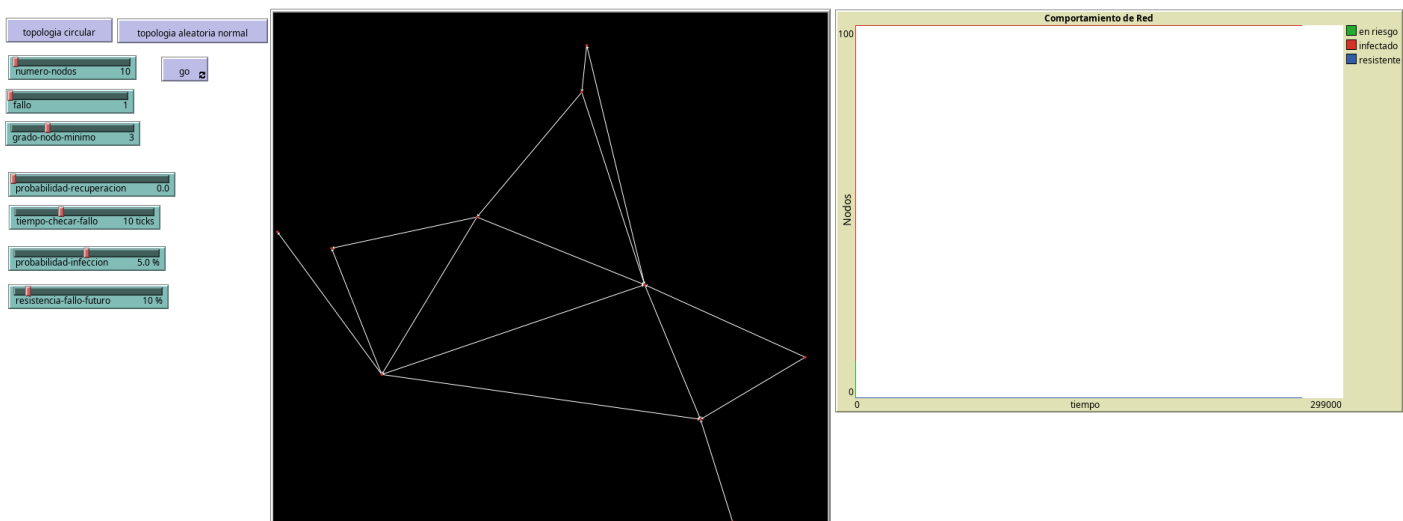 topologia circular
topologia aleatoria normal
numero-nodos 10
go
fallo 1
grado-nodo-minimo 3
probabilidad-recuperacion 0.0
tiempo-checar-fallo 10 ticks
probabilidad-infeccion 5.0 %
resistencia-fallo-futuro 10 %
Comportamiento de Red
100
Nodos
0
0 tiempo 299000
en riesgo
infectado
resistente